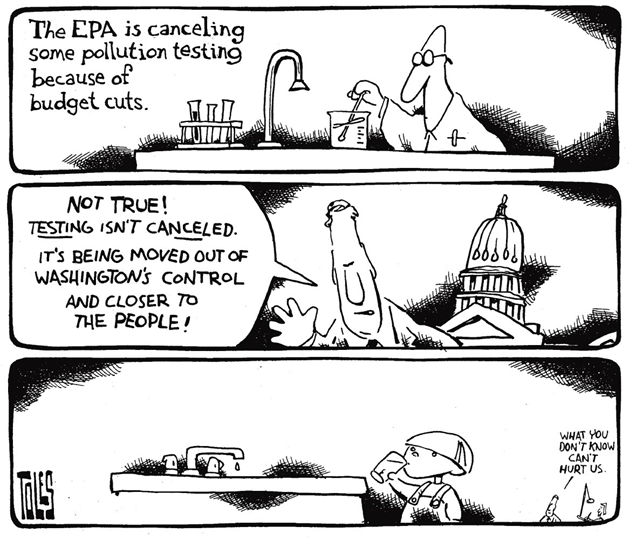 The EPA is canceling
some pollution testing
because of
budget cuts.
NOT TRUE!
TESTING ISN'T CANCELED.
IT'S BEING MOVED OUT OF
WASHINGTON'S CONTROL
AND CLOSER TO
THE PEOPLE!
WHAT YOU
DON'T KNOW
CAN'T
HURT US.
TOLES